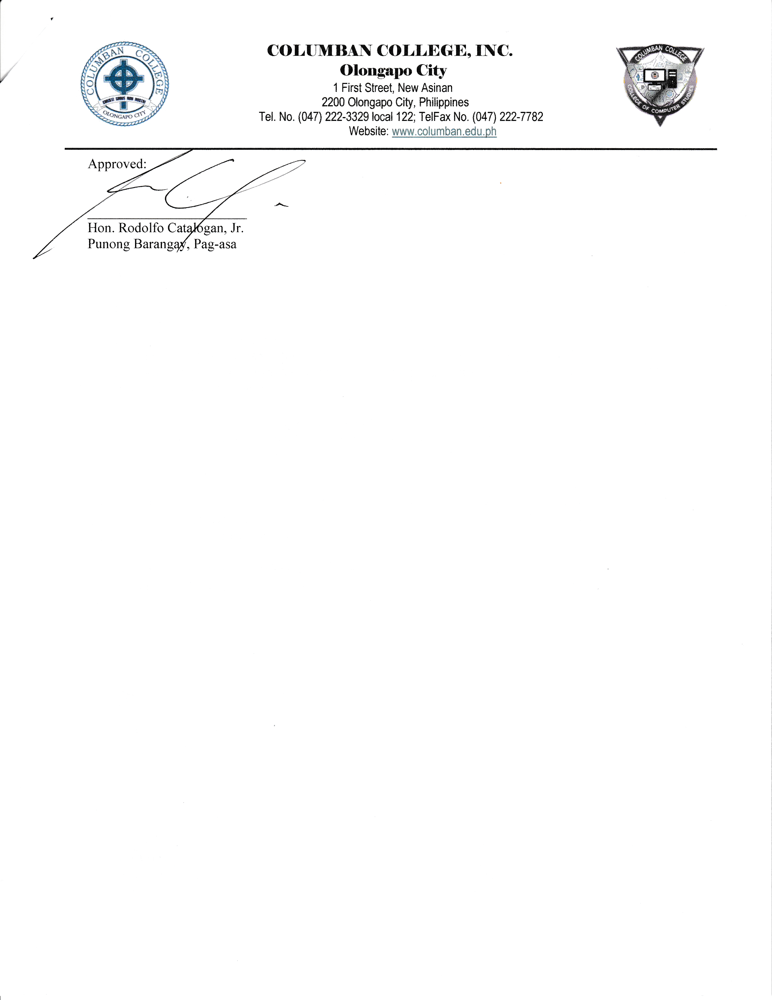 COLUMBAN COLLEGE
CHRISTI SIMUS NON NOSTRI
OLONGAPO CITY
COLUMBAN COLLEGE, INC.
Olongapo City
1 First Street, New Asinan
2200 Olongapo City, Philippines
Tel. No. (047) 222-3329 local 122; TelFax No. (047) 222-7782
Website: www.columban.edu.ph
COLUMBAN COLLEGE
COLLEGE OF COMPUTER STUDIES
Approved:
Hon. Rodolfo Catalogan, Jr.
Punong Barangay, Pag-asa